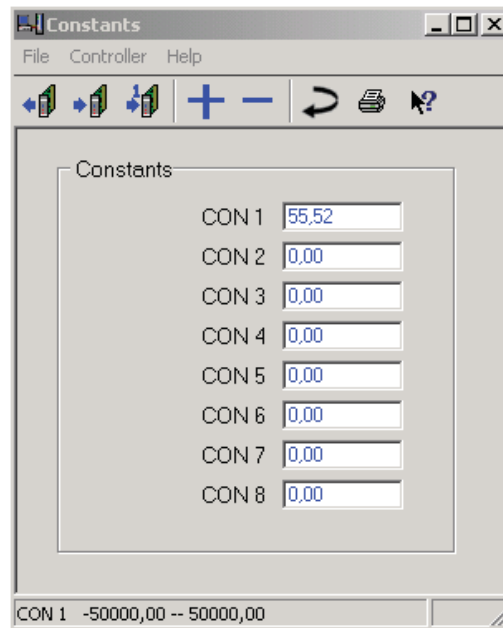 Constants
File Controller Help
1
Constants
CON 1 55,52
CON 2 0,00
CON 3 0,00
CON 4 0,00
CON 5 0,00
CON 6 0,00
CON 7 0,00
CON 8 0,00
CON 1 -50000,00 -- 50000,00